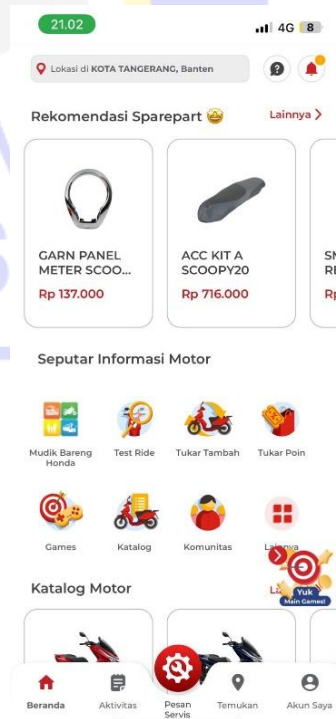 21.02
4G 8
Lokasi di KOTA TANGERANG, Banten
Rekomendasi Sparepart
Lainnya
GARN PANEL
METER SCOO...
Rp 137.000
ACC KIT A
SCOOPY20
Rp 716.000
Seputar Informasi Motor
Mudik Bareng
Honda
Test Ride
Tukar Tambah
Tukar Poin
Games
Katalog
Komunitas
Lainnya
Yuk
Main Games!
Katalog Motor
Beranda
Aktivitas
Pesan
Servis
Temukan
Akun Saya